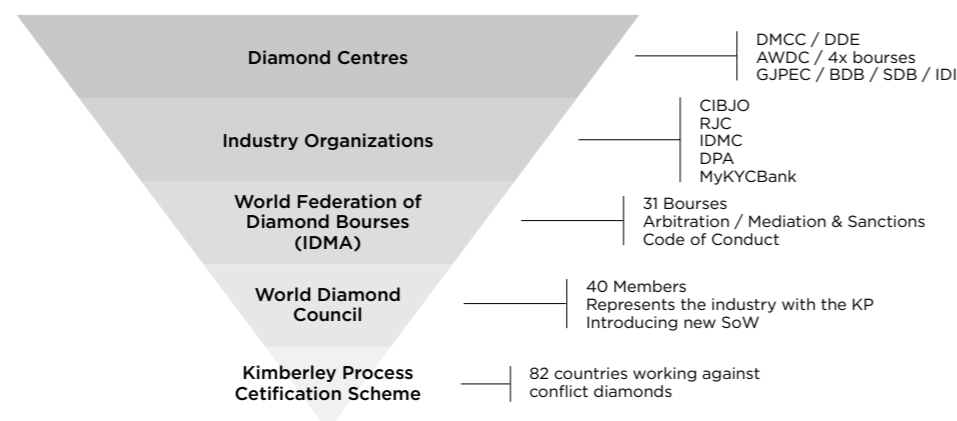 Diamond Centres
DMCC / DDE
AWDC / 4x bourses
GJPEC / BDB / SDB / IDI
Industry Organizations
CIBJO
RJC
IDMC
DPA
MyKYCBank
World Federation of
Diamond Bourses
(IDMA)
31 Bourses
Arbitration / Mediation & Sanctions
Code of Conduct
World Diamond
Council
40 Members
Represents the industry with the KP
Introducing new SoW
Kimberley Process
Cetification Scheme
82 countries working against
conflict diamonds